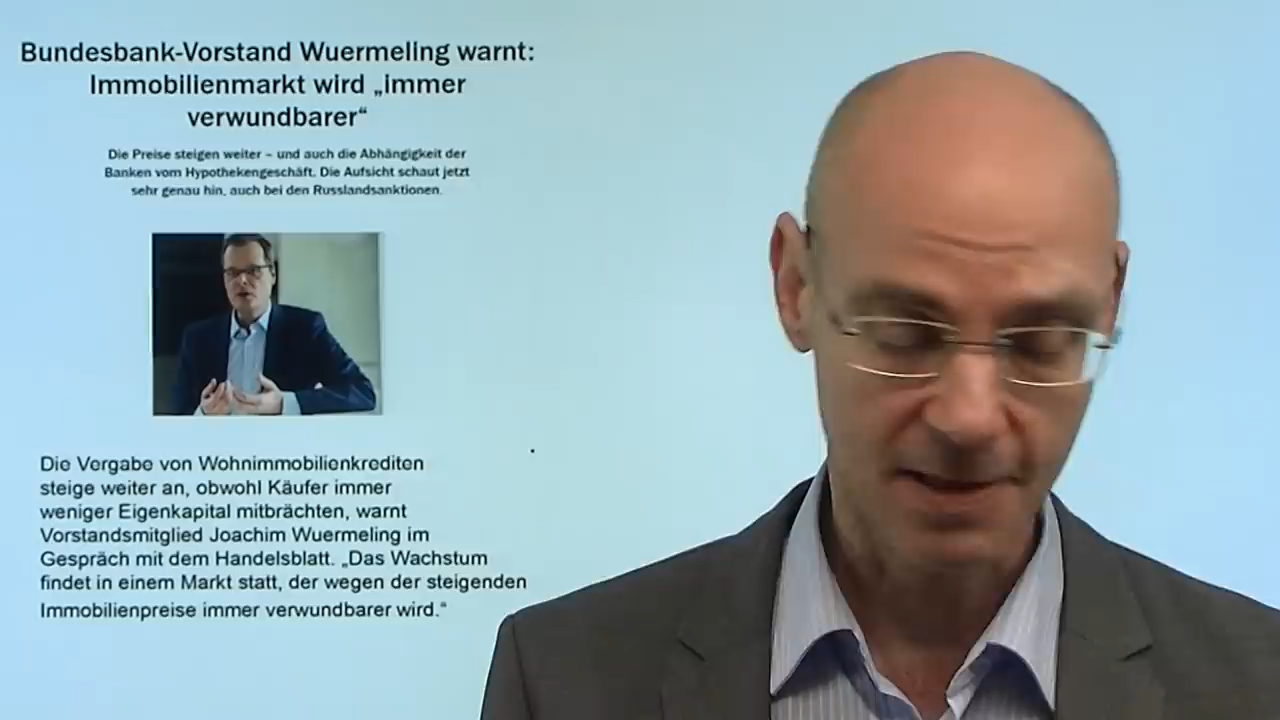 Bundesbank-Vorstand Wuermeling warnt:
Immobilienmarkt wird „immer
verwundbarer“
Die Preise steigen weiter – und auch die Abhängigkeit der
Banken vom Hypothekengeschäft. Die Aufsicht schaut jetzt
sehr genau hin, auch bei den Russlandsanktionen.
Die Vergabe von Wohnimmobilienkrediten
steige weiter an, obwohl Käufer immer
weniger Eigenkapital mitbrächten, warnt
Vorstandsmitglied Joachim Wuermeling im
Gespräch mit dem Handelsblatt. „Das Wachstum
findet in einem Markt statt, der wegen der steigenden
Immobilienpreise immer verwundbarer wird.“